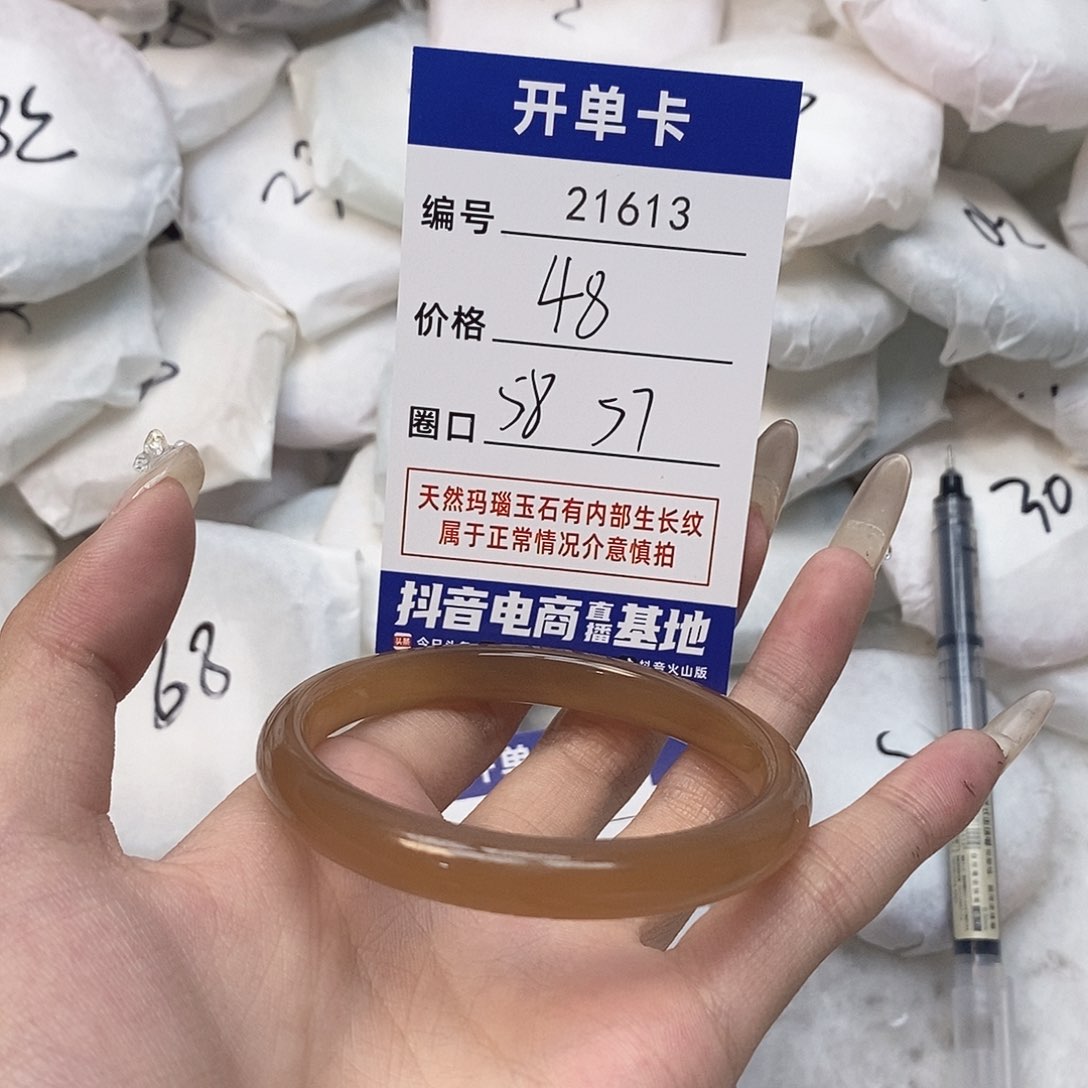 开单卡
编号 21613
价格 48
圈口 58 57
天然玛瑙玉石有内部生长纹
属于正常情况介意慎拍
抖音电商直播基地
抖音火山版
68
30